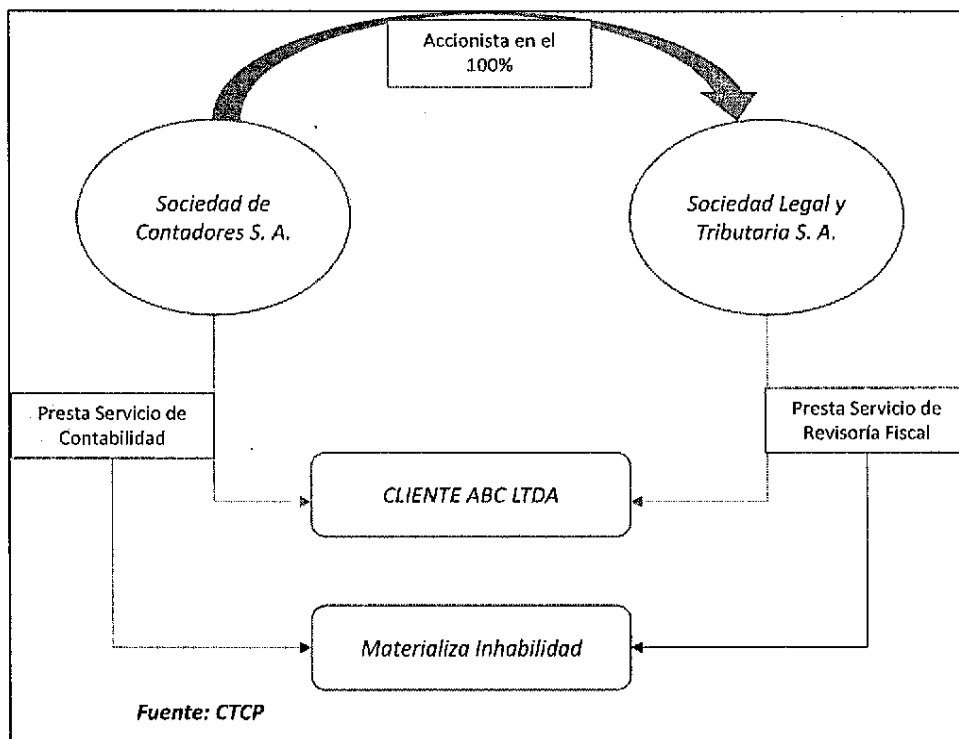 Accionista en el
100%
Sociedad de
Contadores S. A.
Sociedad Legal y
Tributaria S. A.
Presta Servicio de
Contabilidad
Presta Servicio de
Revisoría Fiscal
CLIENTE ABC LTDA
Materializa Inhabilidad
Fuente: CTCP